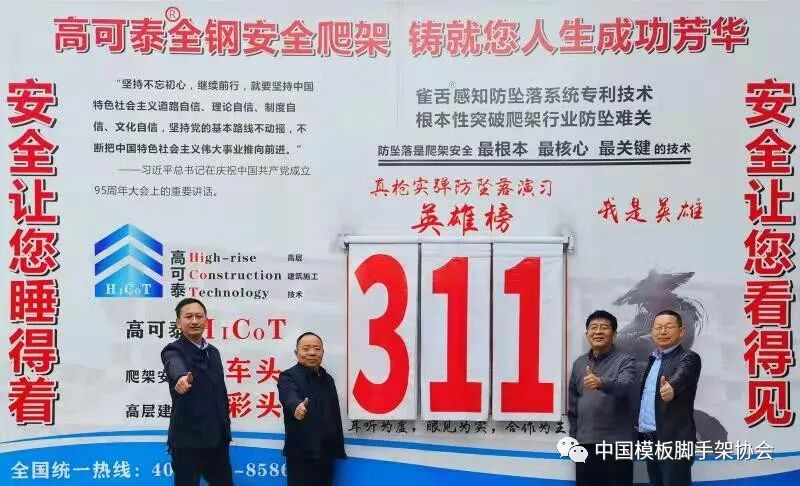 高可泰®全钢安全爬架 铸就您人生成功芳华
安全让您睡得着
“坚持不忘初心，继续前行，就要坚持中国
特色社会主义道路自信、理论自信、制度自
信、文化自信，坚持党的基本路线不动摇，不
断把中国特色社会主义伟大事业推向前进。”
——习近平总书记在庆祝中国共产党成立
95周年大会上的重要讲话。
雀舌®感知防坠落系统专利技术
根本性突破爬架行业防坠难关
防坠落是爬架安全 最根本 最核心 最关键 的技术
真枪实弹防坠落演习
英雄榜
我是英雄
安全让您看得见
HICOT
高可泰
High-rise 高层
Construction 建筑施工
Technology 技术
311
高可泰 HICOT
爬架安 车头
高层建 彩头
耳听为虚，眼见为实，合作为王
全国统一热线：40 -8586
中国模板脚手架协会